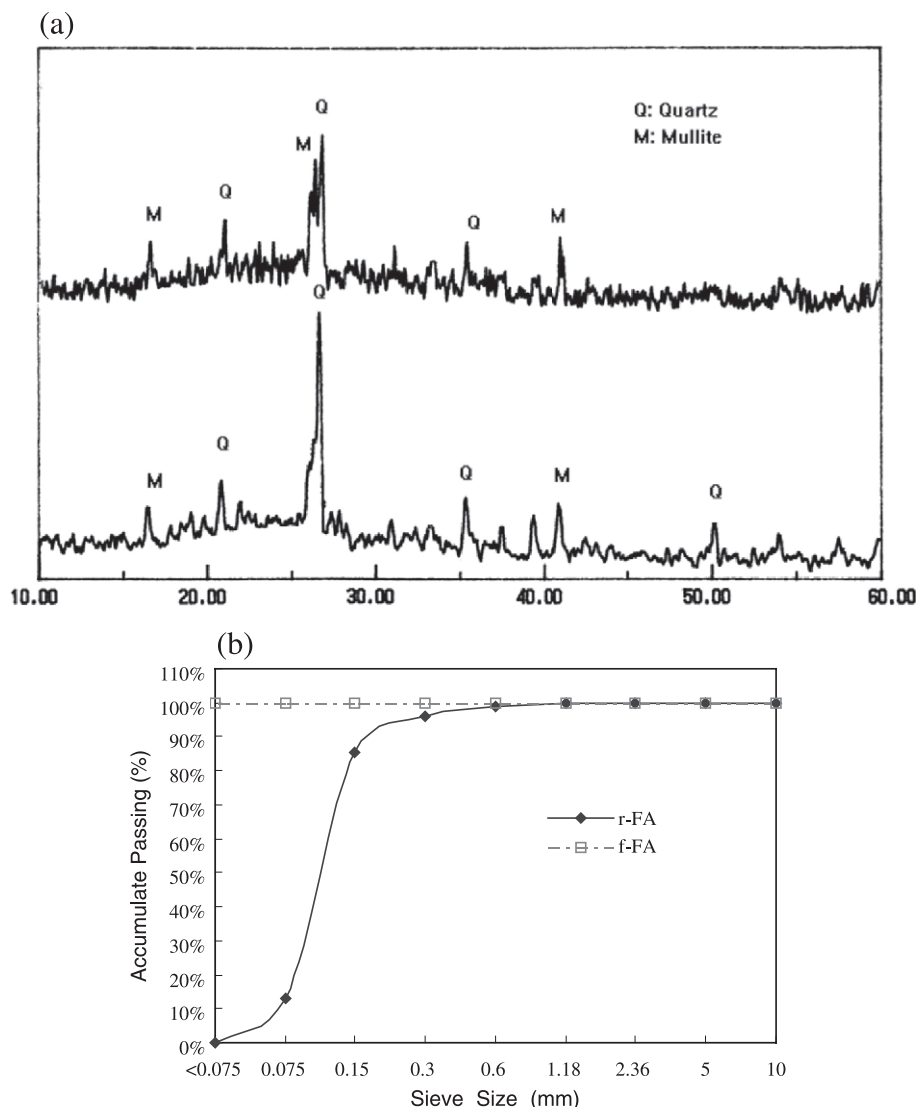 (a)
Q
Q: Quartz
M
M: Mullite
Q
M
Q
M
Q
Q
M
Q
M
Q
10.00 20.00 30.00 40.00 50.00 60.00
(b)
110%
100%
90%
80%
70%
60%
50%
40%
30%
20%
10%
0%
Accumulate Passing (%)
r-FA
f-FA
<0.075 0.075 0.15 0.3 0.6 1.18 2.36 5 10
Sieve Size (mm)